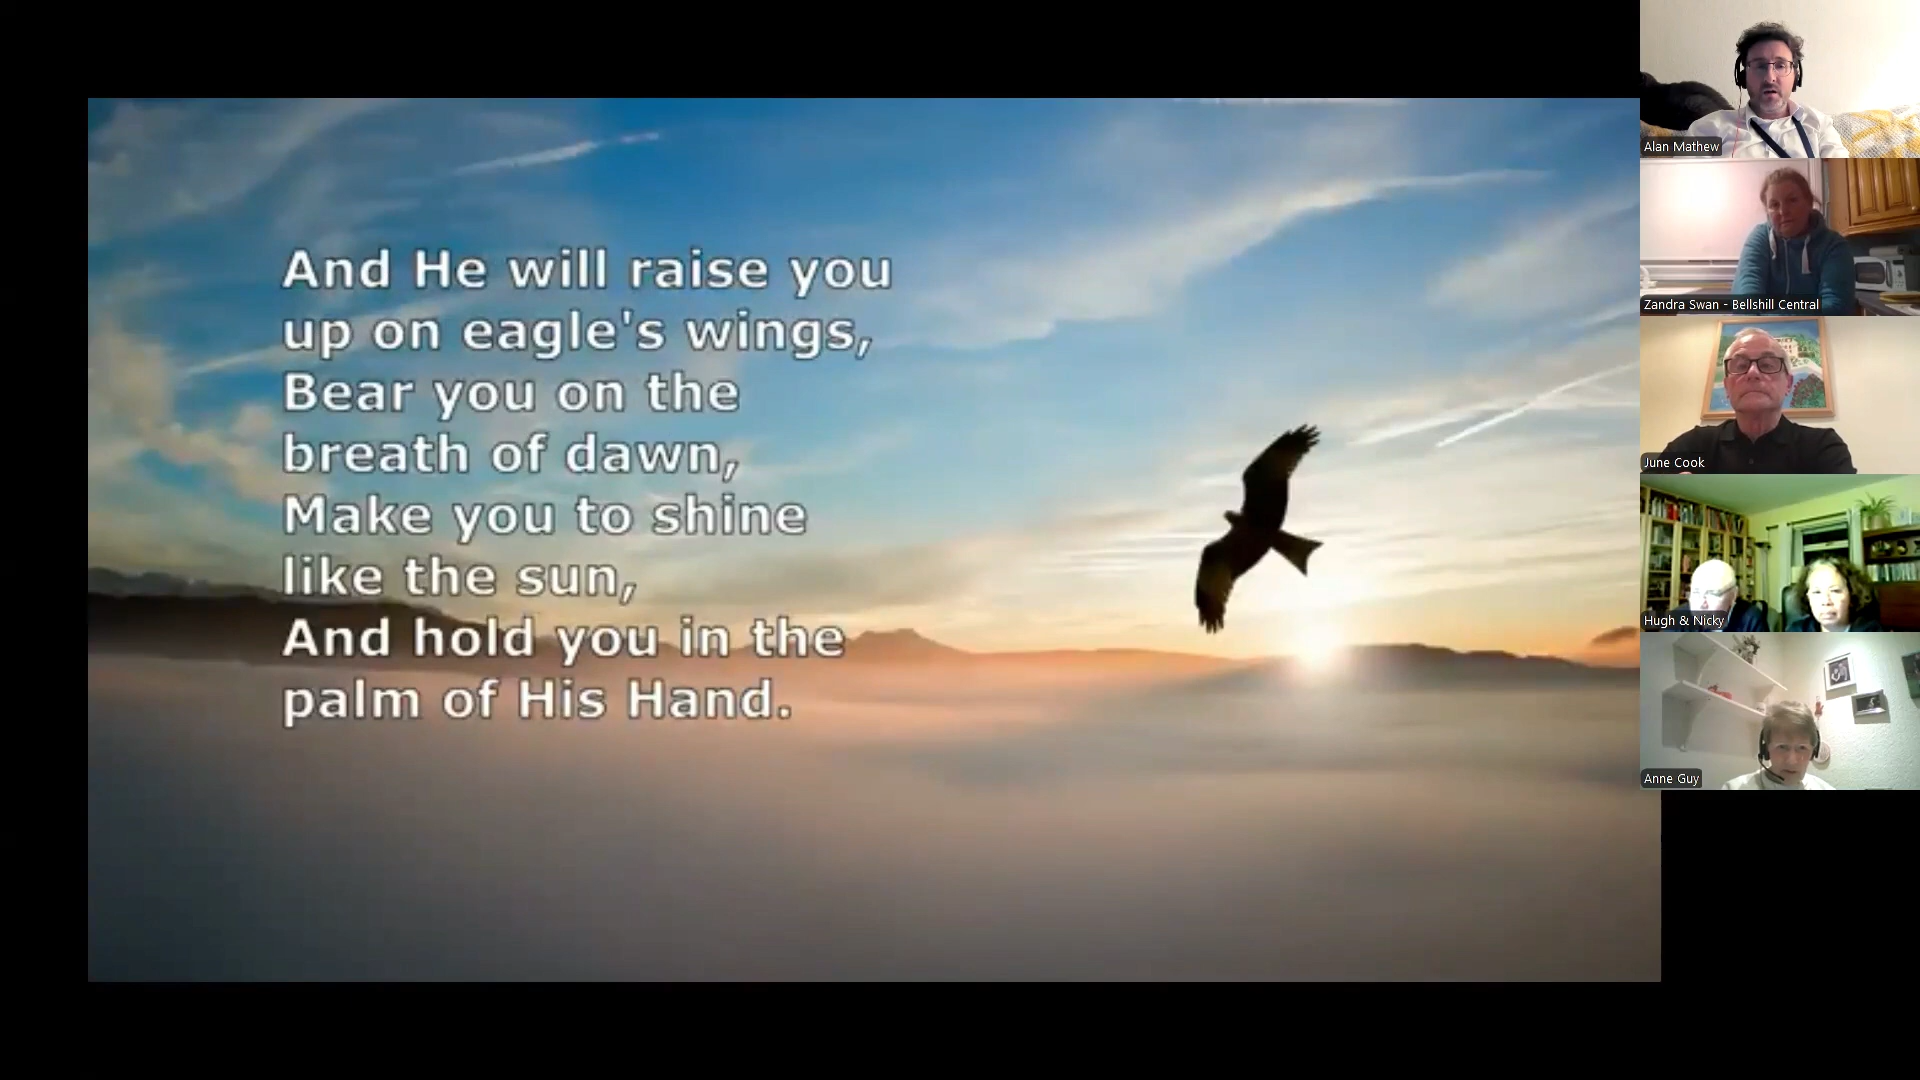 And He will raise you
up on eagle's wings,
Bear you on the
breath of dawn,
Make you to shine
like the sun,
And hold you in the
palm of His Hand.
Alan Mathew
Zandra Swan - Bellshill Central
June Cook
Hugh & Nicky
Anne Guy